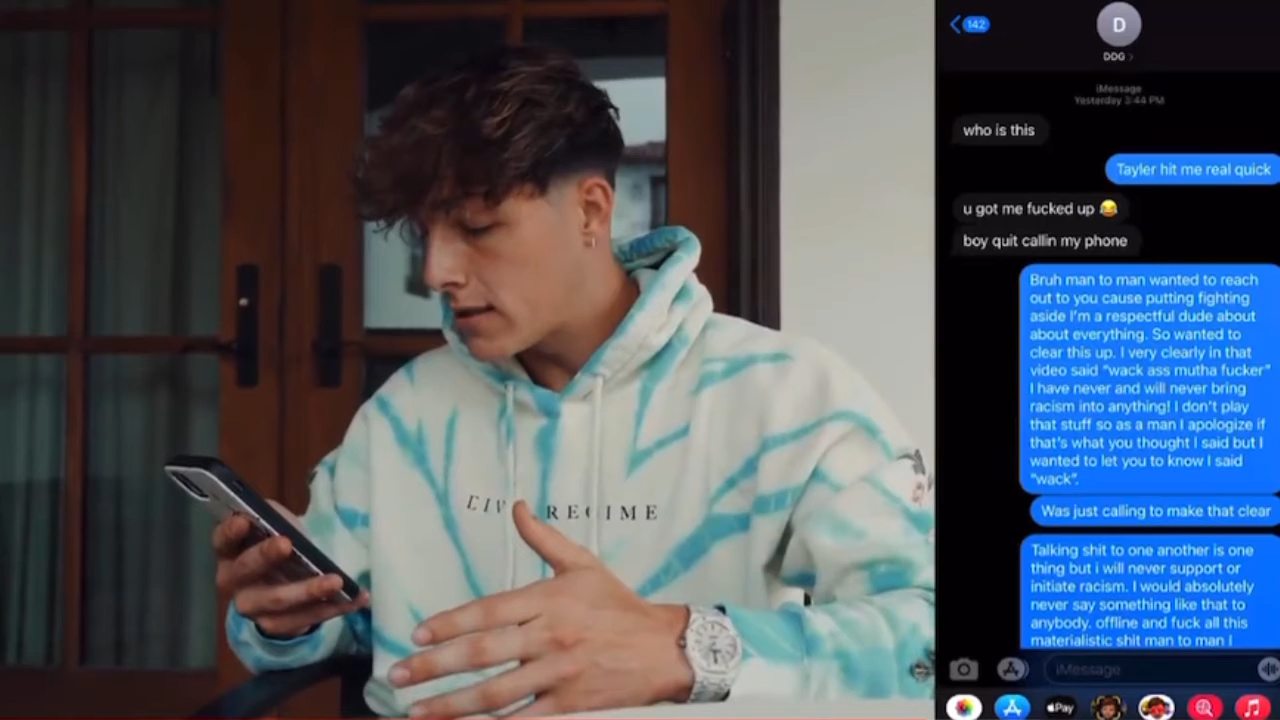 LIV REGIME
142
D
DDG
iMessage
Yesterday 3:44 PM
who is this
Tayler hit me real quick
u got me fucked up 😂
boy quit callin my phone
Bruh man to man wanted to reach
out to you cause putting fighting
aside I'm a respectful dude about
about everything. So wanted to
clear this up. I very clearly in that
video said "wack ass mutha fucker"
I have never and will never bring
racism into anything! I don't play
that stuff so as a man I apologize if
that's what you thought I said but I
wanted to let you to know I said
"wack".
Was just calling to make that clear
Talking shit to one another is one
thing but i will never support or
initiate racism. I would absolutely
never say something like that to
anybody. offline and fuck all this
materialistic shit man to man I
iMessage
Pay